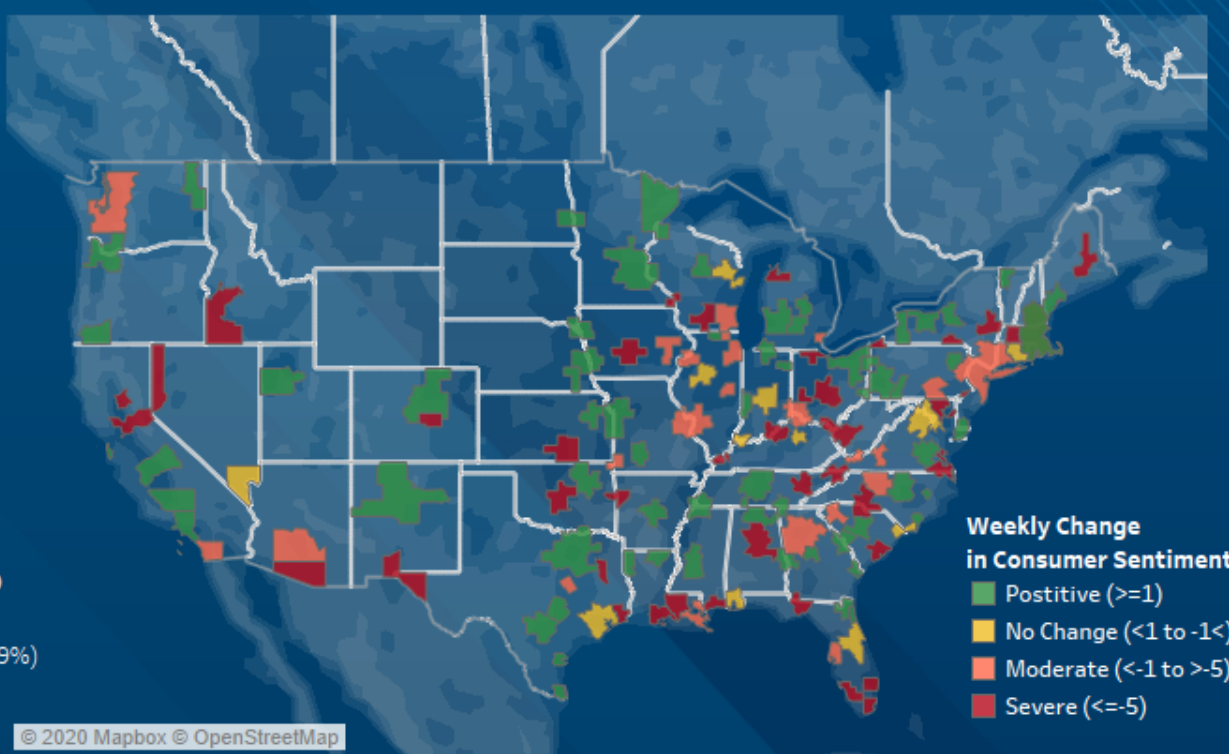 Weekly Change
in Consumer Sentiment
Postitive (>=1)
No Change (<1 to -1<)
Moderate (<-1 to >-5)
Severe (<=-5)
)
9%)
© 2020 Mapbox © OpenStreetMap